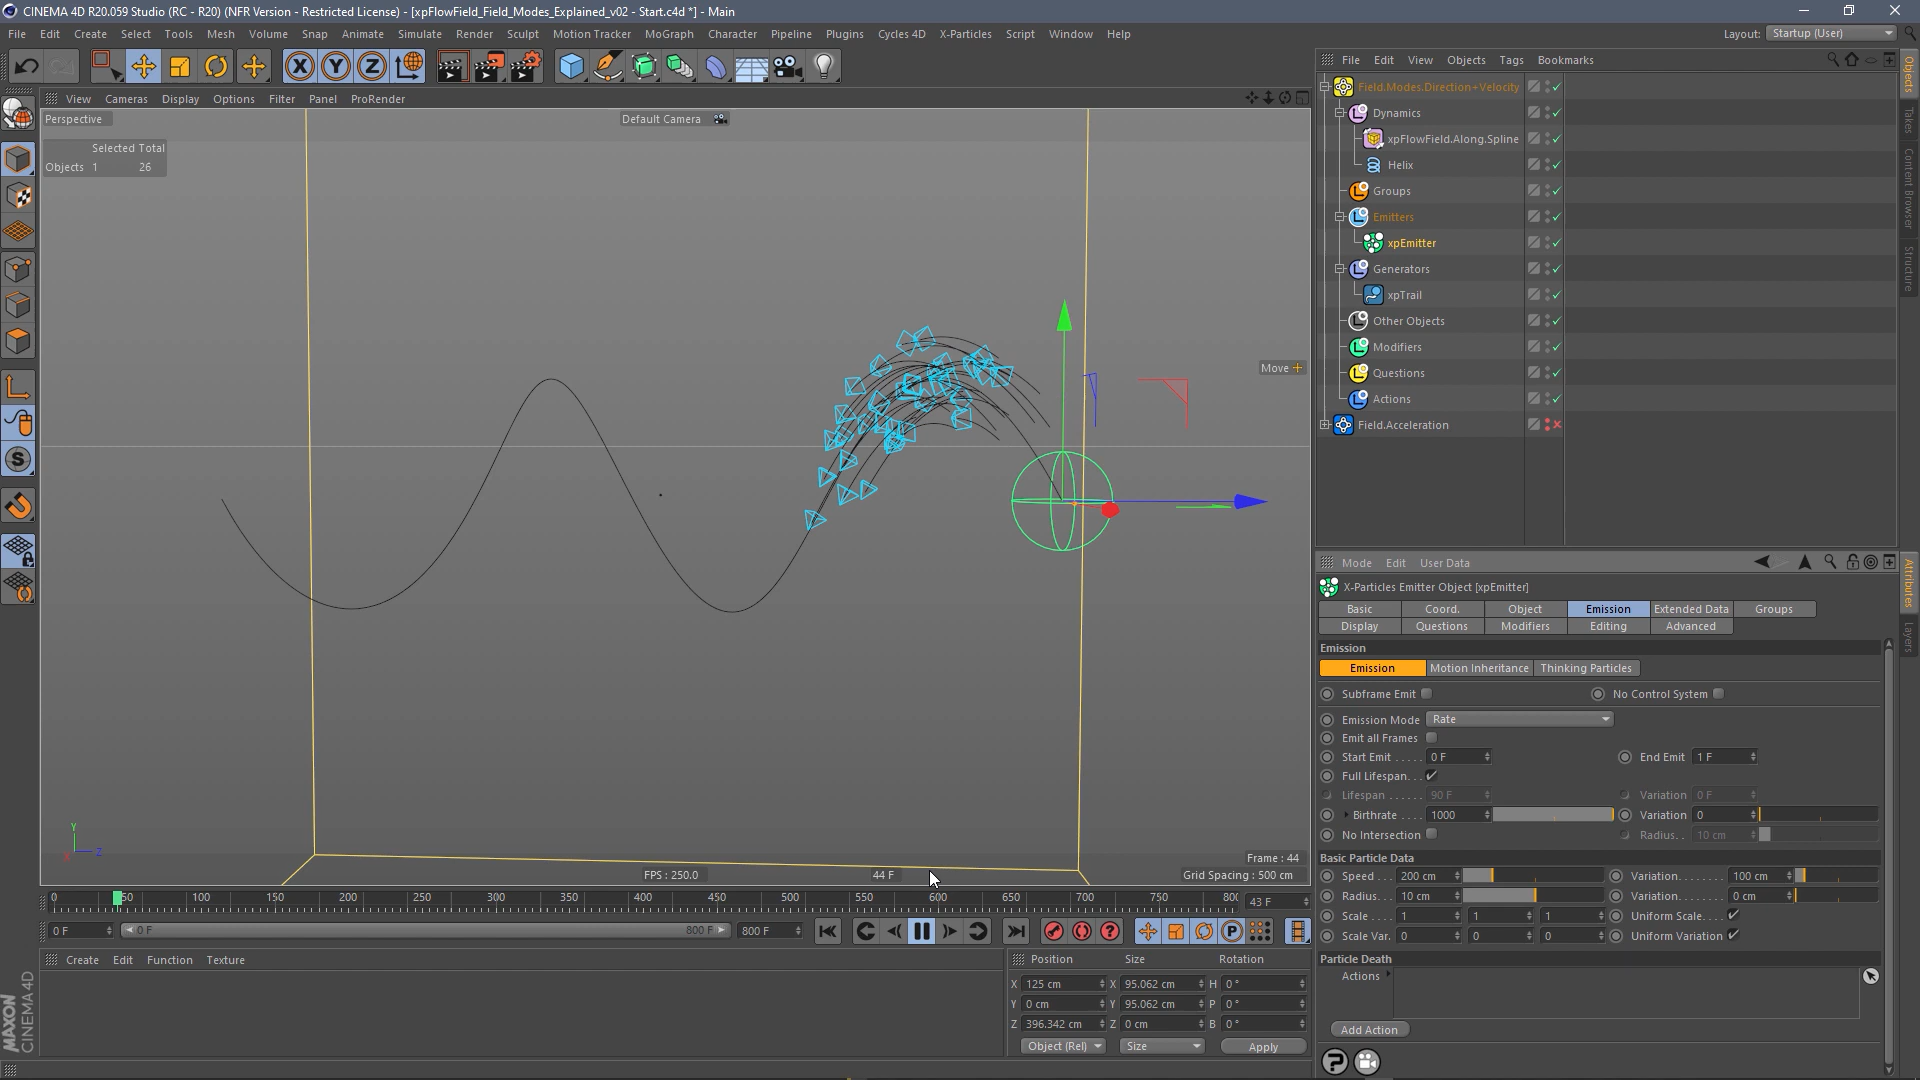 CINEMA 4D R20.059 Studio (RC - R20) (NFR Version - Restricted License) - [xpFlowField_Field_Modes_Explained_v02 - Start.c4d *] - Main
File Edit Create Select Tools Mesh Volume Snap Animate Simulate Render Sculpt Motion Tracker MoGraph Character Pipeline Plugins Cycles 4D X-Particles Script Window Help
Layout: Startup (User)
View Cameras Display Options Filter Panel ProRender
Perspective
Default Camera
Selected Total
Objects 1 26
Move
Y
X
Z
Frame : 44
FPS : 250.0
44 F
Grid Spacing : 500 cm
0 50 100 150 200 250 300 350 400 450 500 550 600 650 700 750 800
43 F
0 F
0 F
800 F
800 F
Create Edit Function Texture
MAXON
CINEMA 4D
Position Size Rotation
X 125 cm X 95.062 cm H 0 °
Y 0 cm Y 95.062 cm P 0 °
Z 396.342 cm Z 0 cm B 0 °
Object (Rel) Size Apply
File Edit View Objects Tags Bookmarks
Field.Modes.Direction+Velocity
Dynamics
xpFlowField.Along.Spline
Helix
Groups
Emitters
xpEmitter
Generators
xpTrail
Other Objects
Modifiers
Questions
Actions
Field.Acceleration
Objects
Takes
Content Browser
Structure
Mode Edit User Data
X-Particles Emitter Object [xpEmitter]
Basic Coord. Object Emission Extended Data Groups
Display Questions Modifiers Editing Advanced
Emission
Emission Motion Inheritance Thinking Particles
Subframe Emit No Control System
Emission Mode Rate
Emit all Frames
Start Emit . . . . . 0 F End Emit 1 F
Full Lifespan. . .
Lifespan . . . . . . 90 F Variation 0 F
Birthrate . . . . 1000 Variation 0
No Intersection Radius. . 10 cm
Basic Particle Data
Speed . . . 200 cm Variation. . . . . . . . 100 cm
Radius. . . 10 cm Variation. . . . . . . . 0 cm
Scale . . . . 1 1 1 Uniform Scale. . . .
Scale Var. 0 0 0 Uniform Variation
Particle Death
Actions
Add Action
Attributes
Layers